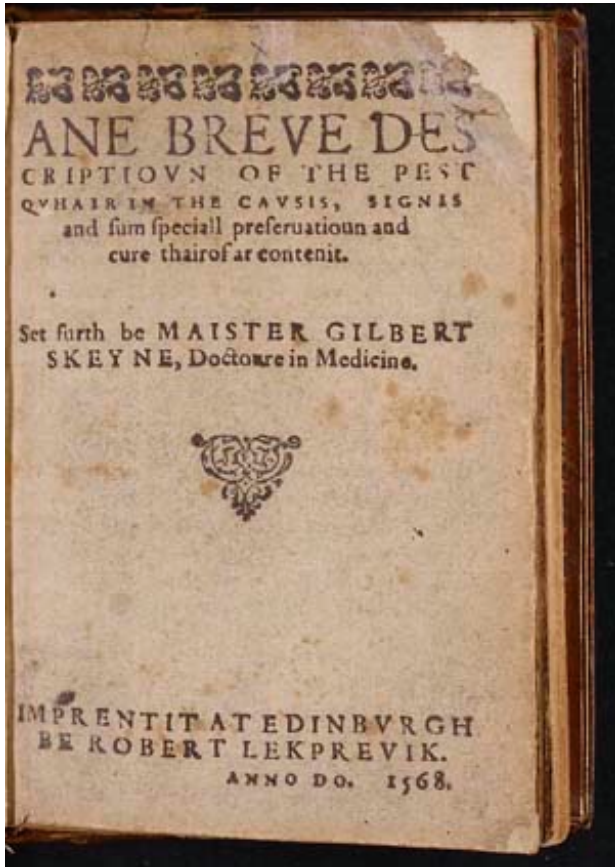 ANE BREVE DES
CRIPTIOVN OF THE PEST
QVHAIR IN THE CAVSIS, SIGNIS
and ſum ſpeciall preſeruatioun and
cure thairof ar contenit.
Set furth be MAISTER GILBERT
SKEYNE, Doctoure in Medicine.
IMPRENTIT AT EDINBVRGH
BE ROBERT LEKPREVIK.
ANNO DO. 1568.